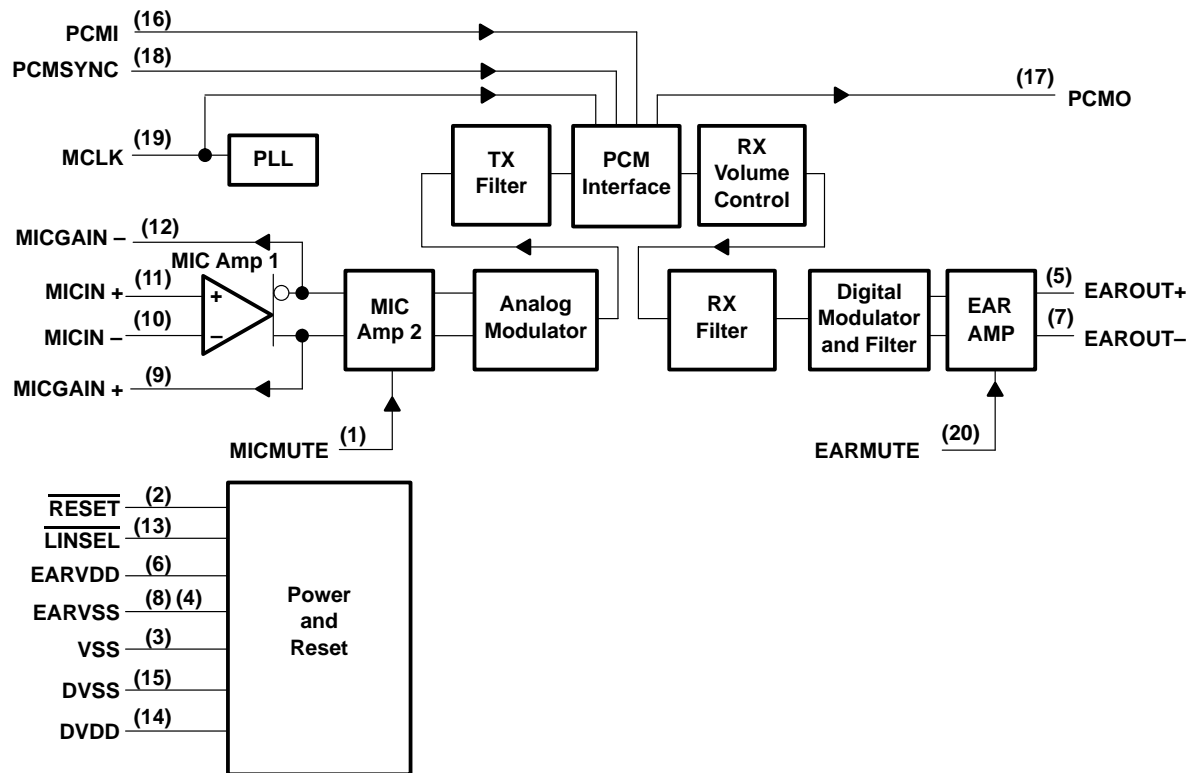 PCMI (16)
PCMSYNC (18)
(17) PCMO
MCLK (19)
PLL
TX
Filter
PCM
Interface
RX
Volume
Control
MICGAIN – (12)
MIC Amp 1
MICIN + (11)
+
MICIN – (10)
–
MICGAIN + (9)
MIC
Amp 2
Analog
Modulator
RX
Filter
Digital
Modulator
and Filter
EAR
AMP
(5) EAROUT+
(7) EAROUT–
MICMUTE (1)
EARMUTE (20)
RESET (2)
LINSEL (13)
EARVDD (6)
EARVSS (8) (4)
VSS (3)
DVSS (15)
DVDD (14)
Power
and
Reset